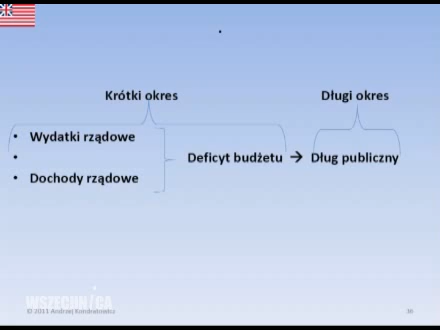 Krótki okres Długi okres
• Wydatki rządowe
•
Deficyt budżetu → Dług publiczny
• Dochody rządowe
WSZECHNICA
© 2011 Andrzej Kondratowicz 36